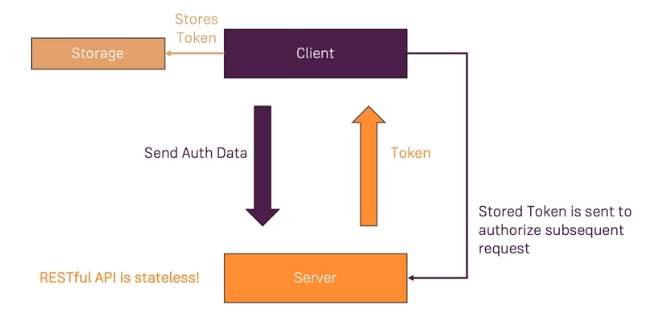 Stores
Token
Storage
Client
Send Auth Data
Token
Stored Token is sent to
authorize subsequent
request
RESTful API is stateless!
Server